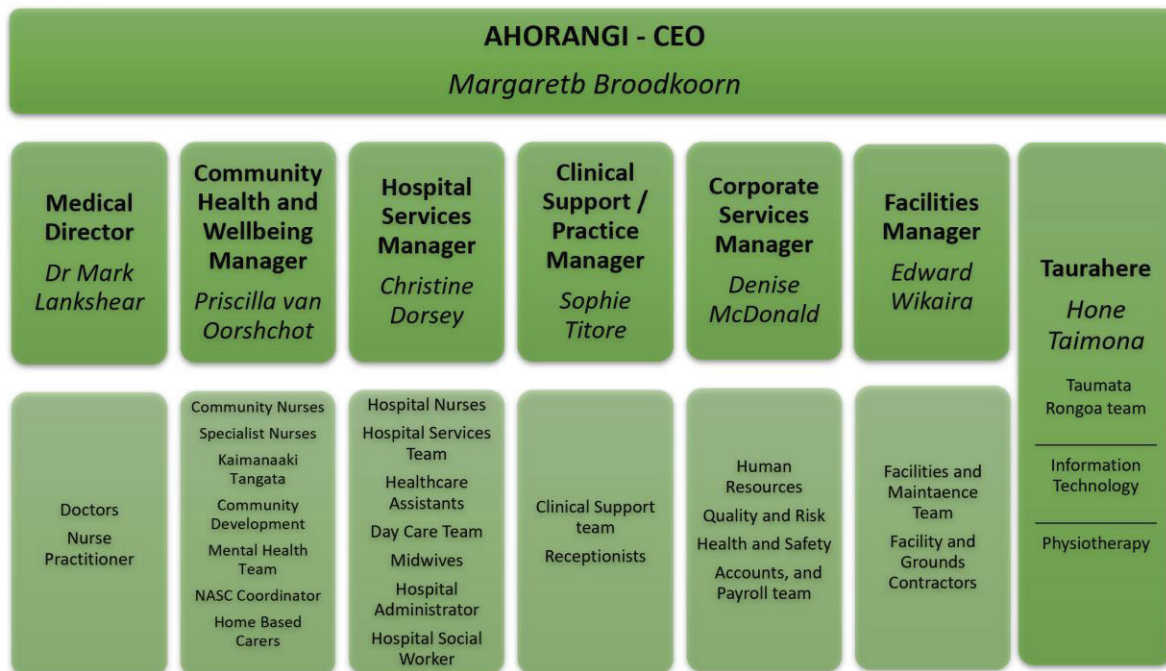 AHORANGI - CEO
Margaretb Broodkoorn
Medical
Director
Dr Mark
Lankshear
Community
Health and
Wellbeing
Manager
Priscilla van
Oorshchot
Hospital
Services
Manager
Christine
Dorsey
Clinical
Support /
Practice
Manager
Sophie
Titore
Corporate
Services
Manager
Denise
McDonald
Facilities
Manager
Edward
Wikaira
Taurahere
Hone
Taimona
Taumata
Rongoa team
Information
Technology
Physiotherapy
Doctors
Nurse
Practitioner
Community Nurses
Specialist Nurses
Kaimanaaki
Tangata
Community
Development
Mental Health
Team
NASC Coordinator
Home Based
Carers
Hospital Nurses
Hospital Services
Team
Healthcare
Assistants
Day Care Team
Midwives
Hospital
Administrator
Hospital Social
Worker
Clinical Support
team
Receptionists
Human
Resources
Quality and Risk
Health and Safety
Accounts, and
Payroll team
Facilities and
Maintaence
Team
Facility and
Grounds
Contractors